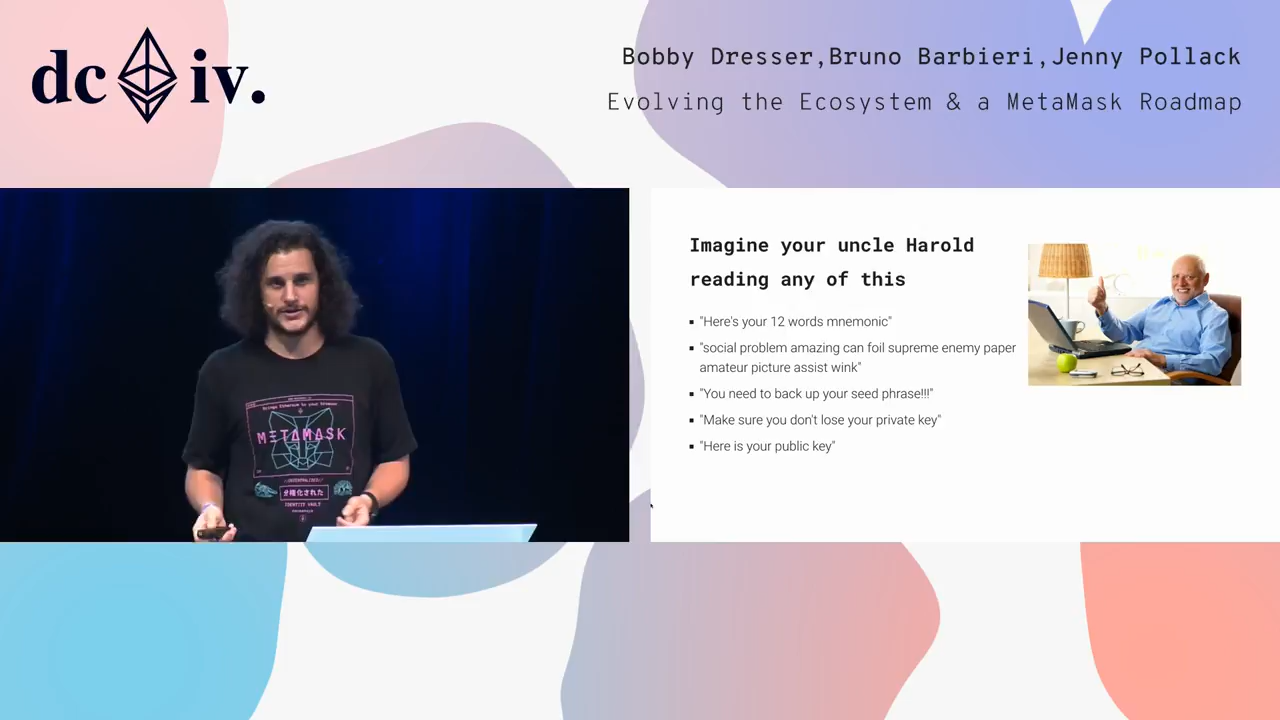 dc iv.
Bobby Dresser,Bruno Barbieri,Jenny Pollack
Evolving the Ecosystem & a MetaMask Roadmap
METAMASK
IDENTITY VAULT
Imagine your uncle Harold
reading any of this
▪ "Here's your 12 words mnemonic"
▪ "social problem amazing can foil supreme enemy paper
amateur picture assist wink"
▪ "You need to back up your seed phrase!!!"
▪ "Make sure you don't lose your private key"
▪ "Here is your public key"